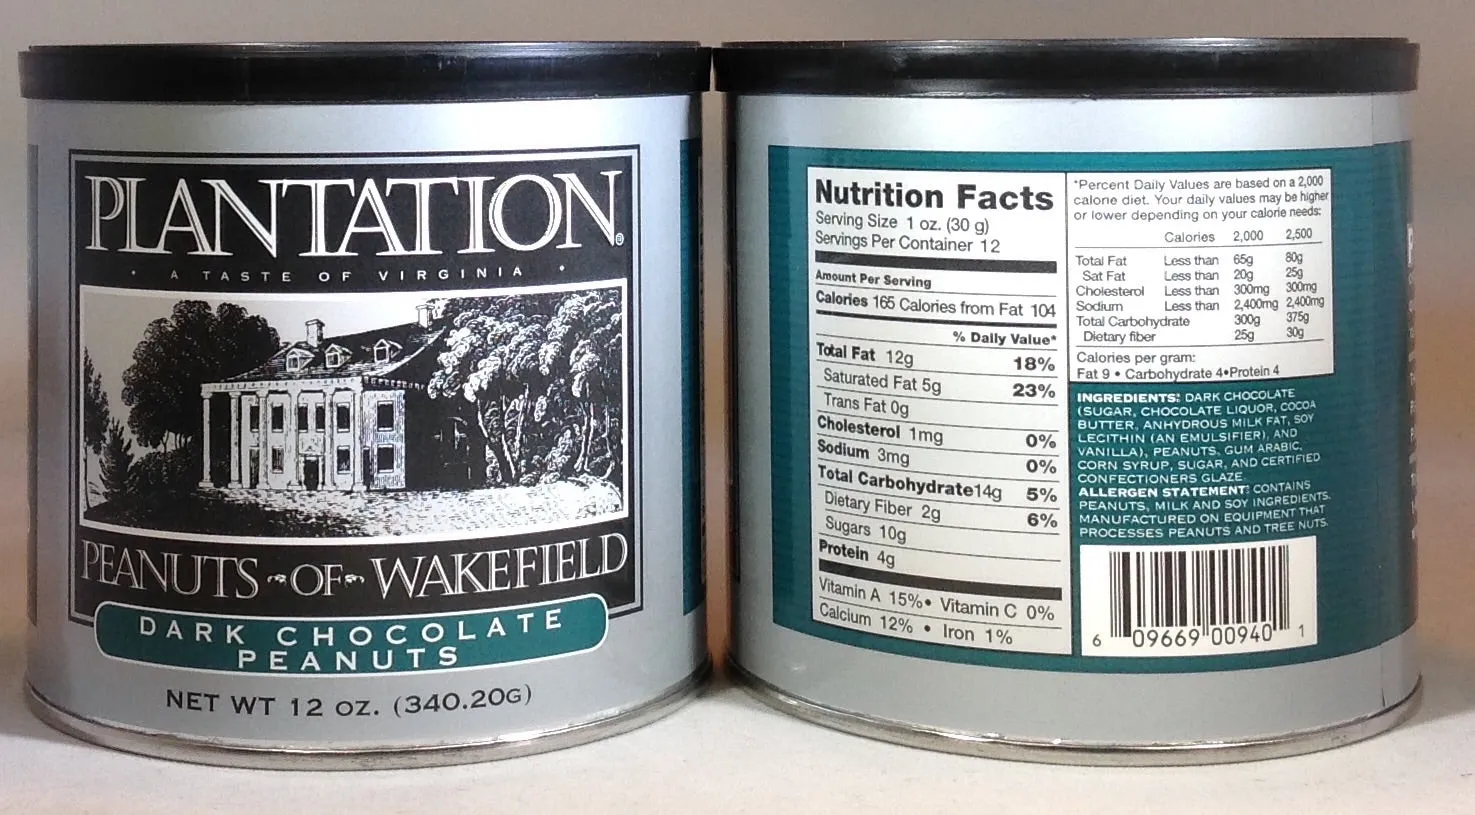 PLANTATION®
• A TASTE OF VIRGINIA •
PEANUTS OF WAKEFIELD
DARK CHOCOLATE
PEANUTS
NET WT 12 OZ. (340.20G)
Nutrition Facts
Serving Size 1 oz. (30 g)
Servings Per Container 12
Amount Per Serving
Calories 165 Calories from Fat 104
% Daily Value*
Total Fat 12g 18%
Saturated Fat 5g 23%
Trans Fat 0g
Cholesterol 1mg 0%
Sodium 3mg 0%
Total Carbohydrate 14g 5%
Dietary Fiber 2g 6%
Sugars 10g
Protein 4g
Vitamin A 15% • Vitamin C 0%
Calcium 12% • Iron 1%
*Percent Daily Values are based on a 2,000
calorie diet. Your daily values may be higher
or lower depending on your calorie needs:
Calories 2,000 2,500
Total Fat Less than 65g 80g
Sat Fat Less than 20g 25g
Cholesterol Less than 300mg 300mg
Sodium Less than 2,400mg 2,400mg
Total Carbohydrate 300g 375g
Dietary fiber 25g 30g
Calories per gram:
Fat 9 • Carbohydrate 4 • Protein 4
INGREDIENTS: DARK CHOCOLATE
(SUGAR, CHOCOLATE LIQUOR, COCOA
BUTTER, ANHYDROUS MILK FAT, SOY
LECITHIN (AN EMULSIFIER), AND
VANILLA), PEANUTS, GUM ARABIC,
CORN SYRUP, SUGAR, AND CERTIFIED
CONFECTIONERS GLAZE
ALLERGEN STATEMENT: CONTAINS
PEANUTS, MILK AND SOY INGREDIENTS.
MANUFACTURED ON EQUIPMENT THAT
PROCESSES PEANUTS AND TREE NUTS.
6 09669 00940 1